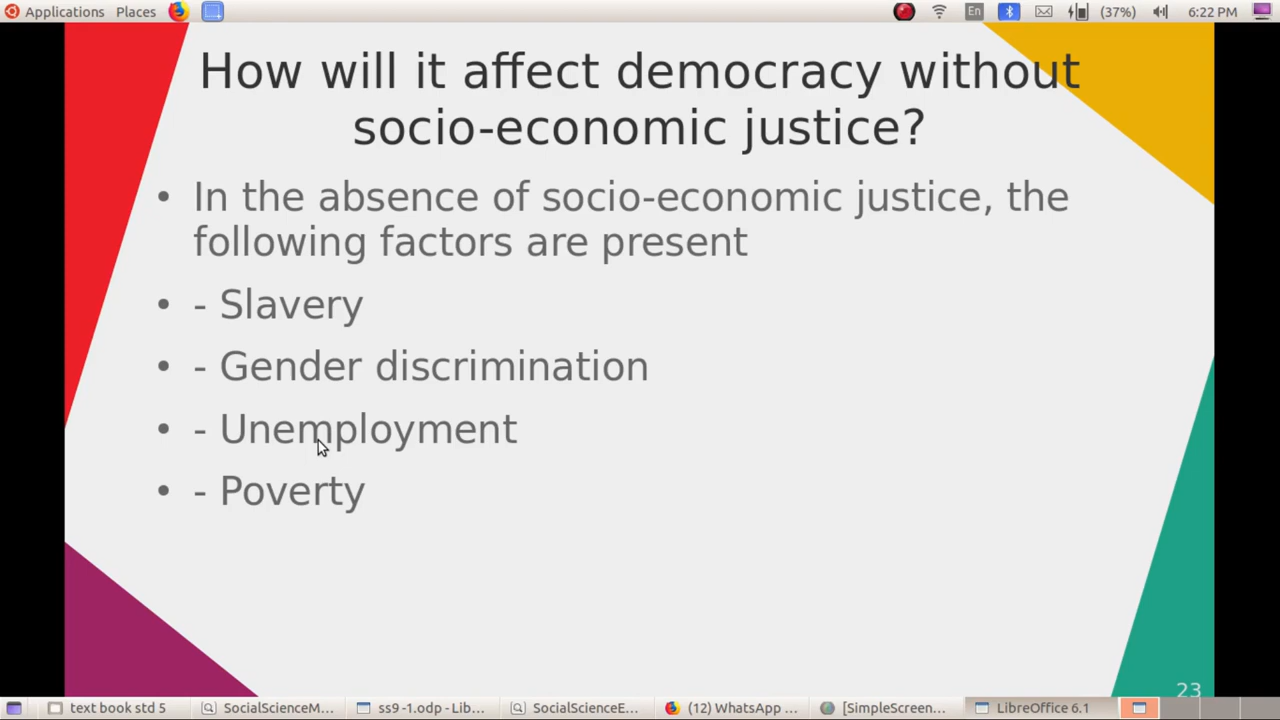 Applications Places En (37%) 6:22 PM
How will it affect democracy without
socio-economic justice?
• In the absence of socio-economic justice, the
following factors are present
• - Slavery
• - Gender discrimination
• - Unemployment
• - Poverty
23
text book std 5 SocialScienceM... ss9 -1.odp - Lib... SocialScienceE... (12) WhatsApp ... [SimpleScreen... LibreOffice 6.1